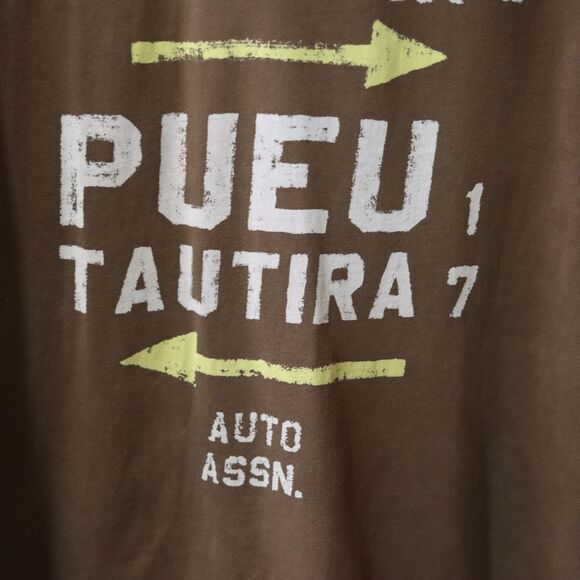 PUEU 1
TAUTIRA 7
AUTO
ASSN.